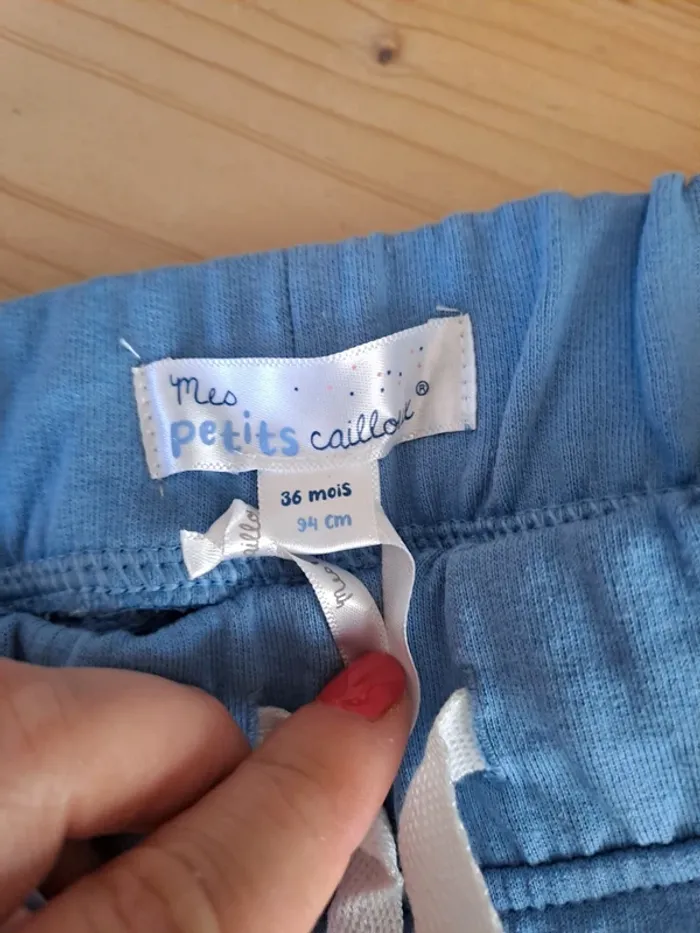 Mes
petits cailloux®
36 mois
94 cm